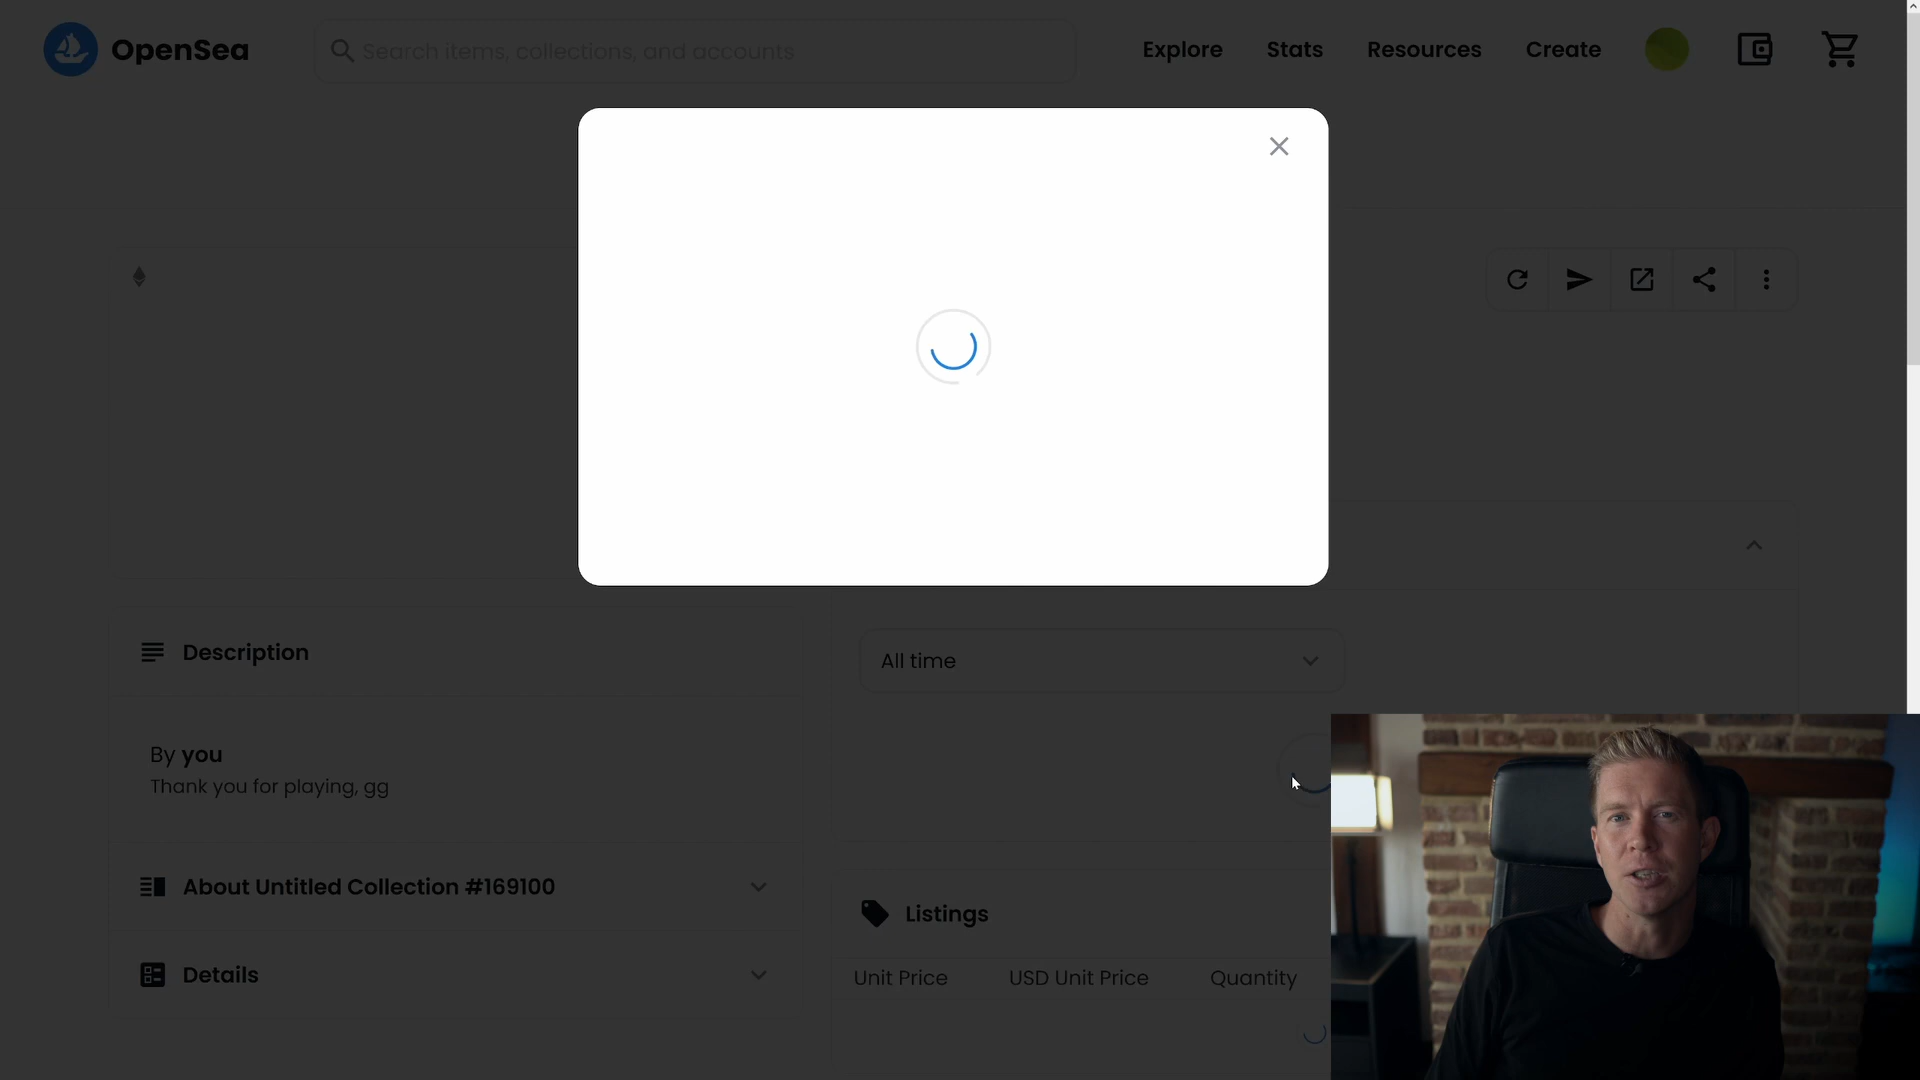 OpenSea
Search items, collections, and accounts
Explore
Stats
Resources
Create
Description
By you
Thank you for playing, gg
About Untitled Collection #169100
Details
All time
Listings
Unit Price
USD Unit Price
Quantity